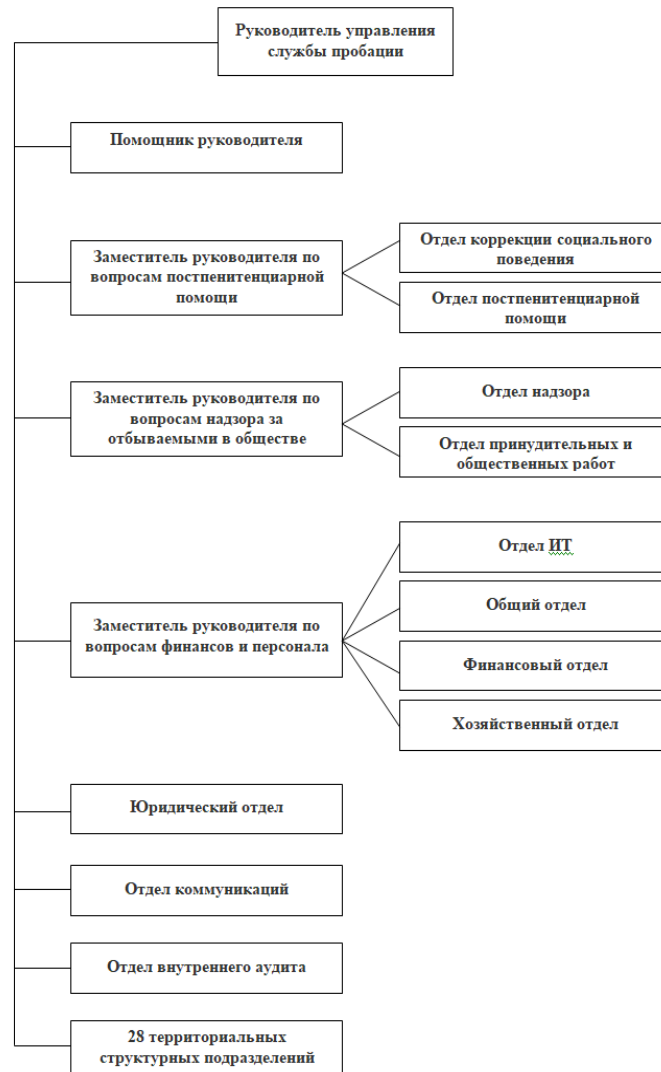 Руководитель управления
службы пробации
Помощник руководителя
Заместитель руководителя по
вопросам постпенитенциарной
помощи
Отдел коррекции социального
поведения
Отдел постпенитенциарной
помощи
Заместитель руководителя по
вопросам надзора за
отбываемыми в обществе
Отдел надзора
Отдел принудительных и
общественных работ
Заместитель руководителя по
вопросам финансов и персонала
Отдел ИТ
Общий отдел
Финансовый отдел
Хозяйственный отдел
Юридический отдел
Отдел коммуникаций
Отдел внутреннего аудита
28 территориальных
структурных подразделений